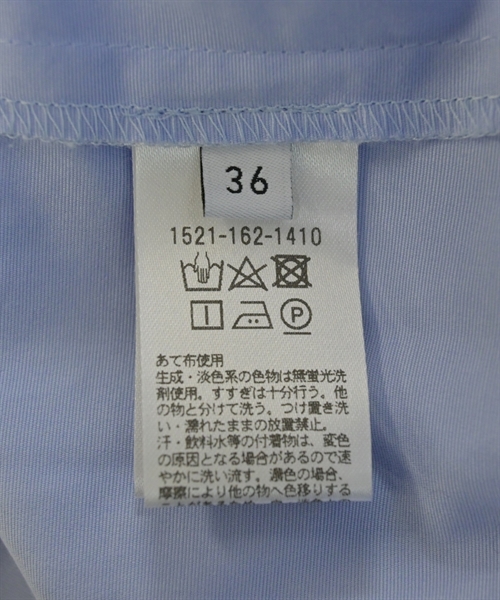 36
1521-162-1410
P
あて布使用
生成・淡色系の色物は無蛍光洗
剤使用。すすぎは十分行う。他
の物と分けて洗う。つけ置き洗
い・濡れたままの放置禁止。
汗・飲料水等の付着物は、変色
の原因となる場合があるので速
やかに洗い流す。濃色の場合、
摩擦により他の物へ色移りする